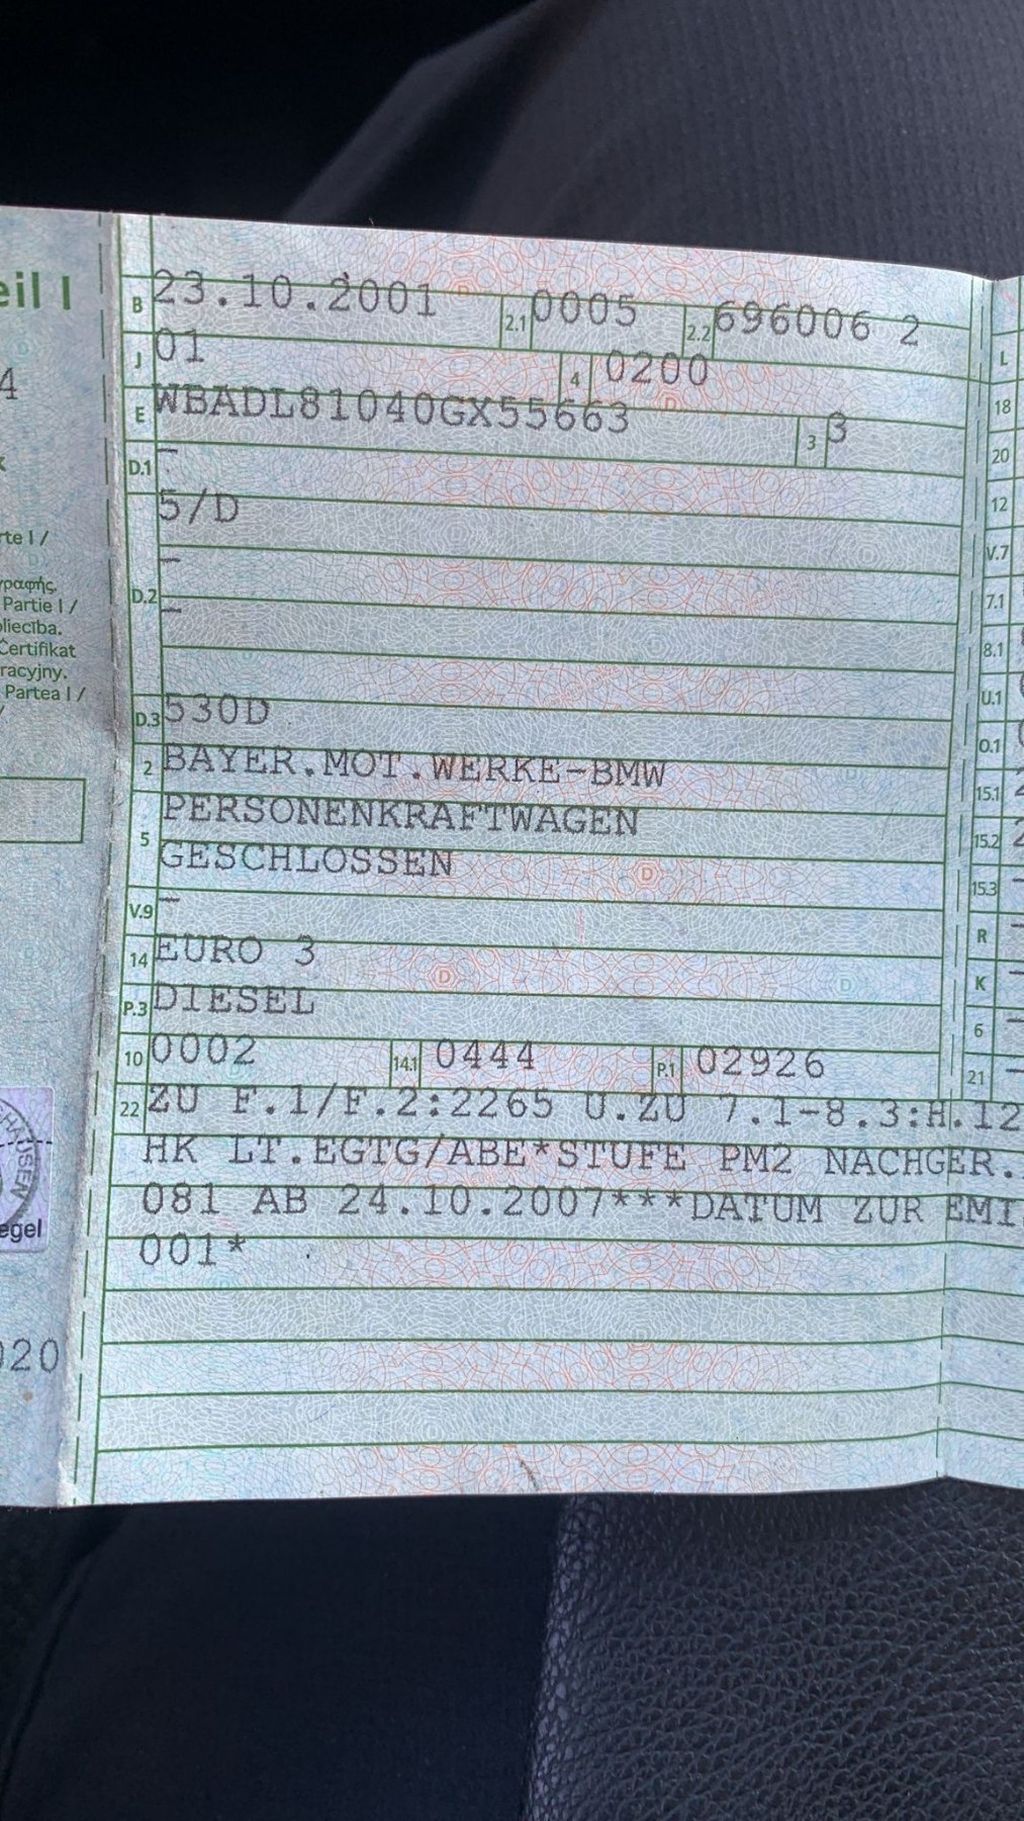 eil I
4
k
rte I /
γραφής.
Partie I /
pliecība.
Certifikat
racyjny.
Partea I /
HAUSEN
egel
020
B 23.10.2001 2.1 0005 2.2 696006 2
J 01 4 0200
E WBADL81040GX55663 3 3
D.1 -
5/D
-
D.2 -
D.3 530D
2 BAYER.MOT.WERKE-BMW
5 PERSONENKRAFTWAGEN
GESCHLOSSEN
V.9 -
14 EURO 3
P.3 DIESEL
10 0002 14.1 0444 P.1 02926
22 ZU F.1/F.2:2265 U.ZU 7.1-8.3:H.12
HK LT.EGTG/ABE*STUFE PM2 NACHGER.
081 AB 24.10.2007***DATUM ZUR EMI
001*
L
18
20
12
V.7
7.1
8.1
U.1
O.1
15.1 2
15.2 2
15.3 -
R -
K -
6 -
21 -